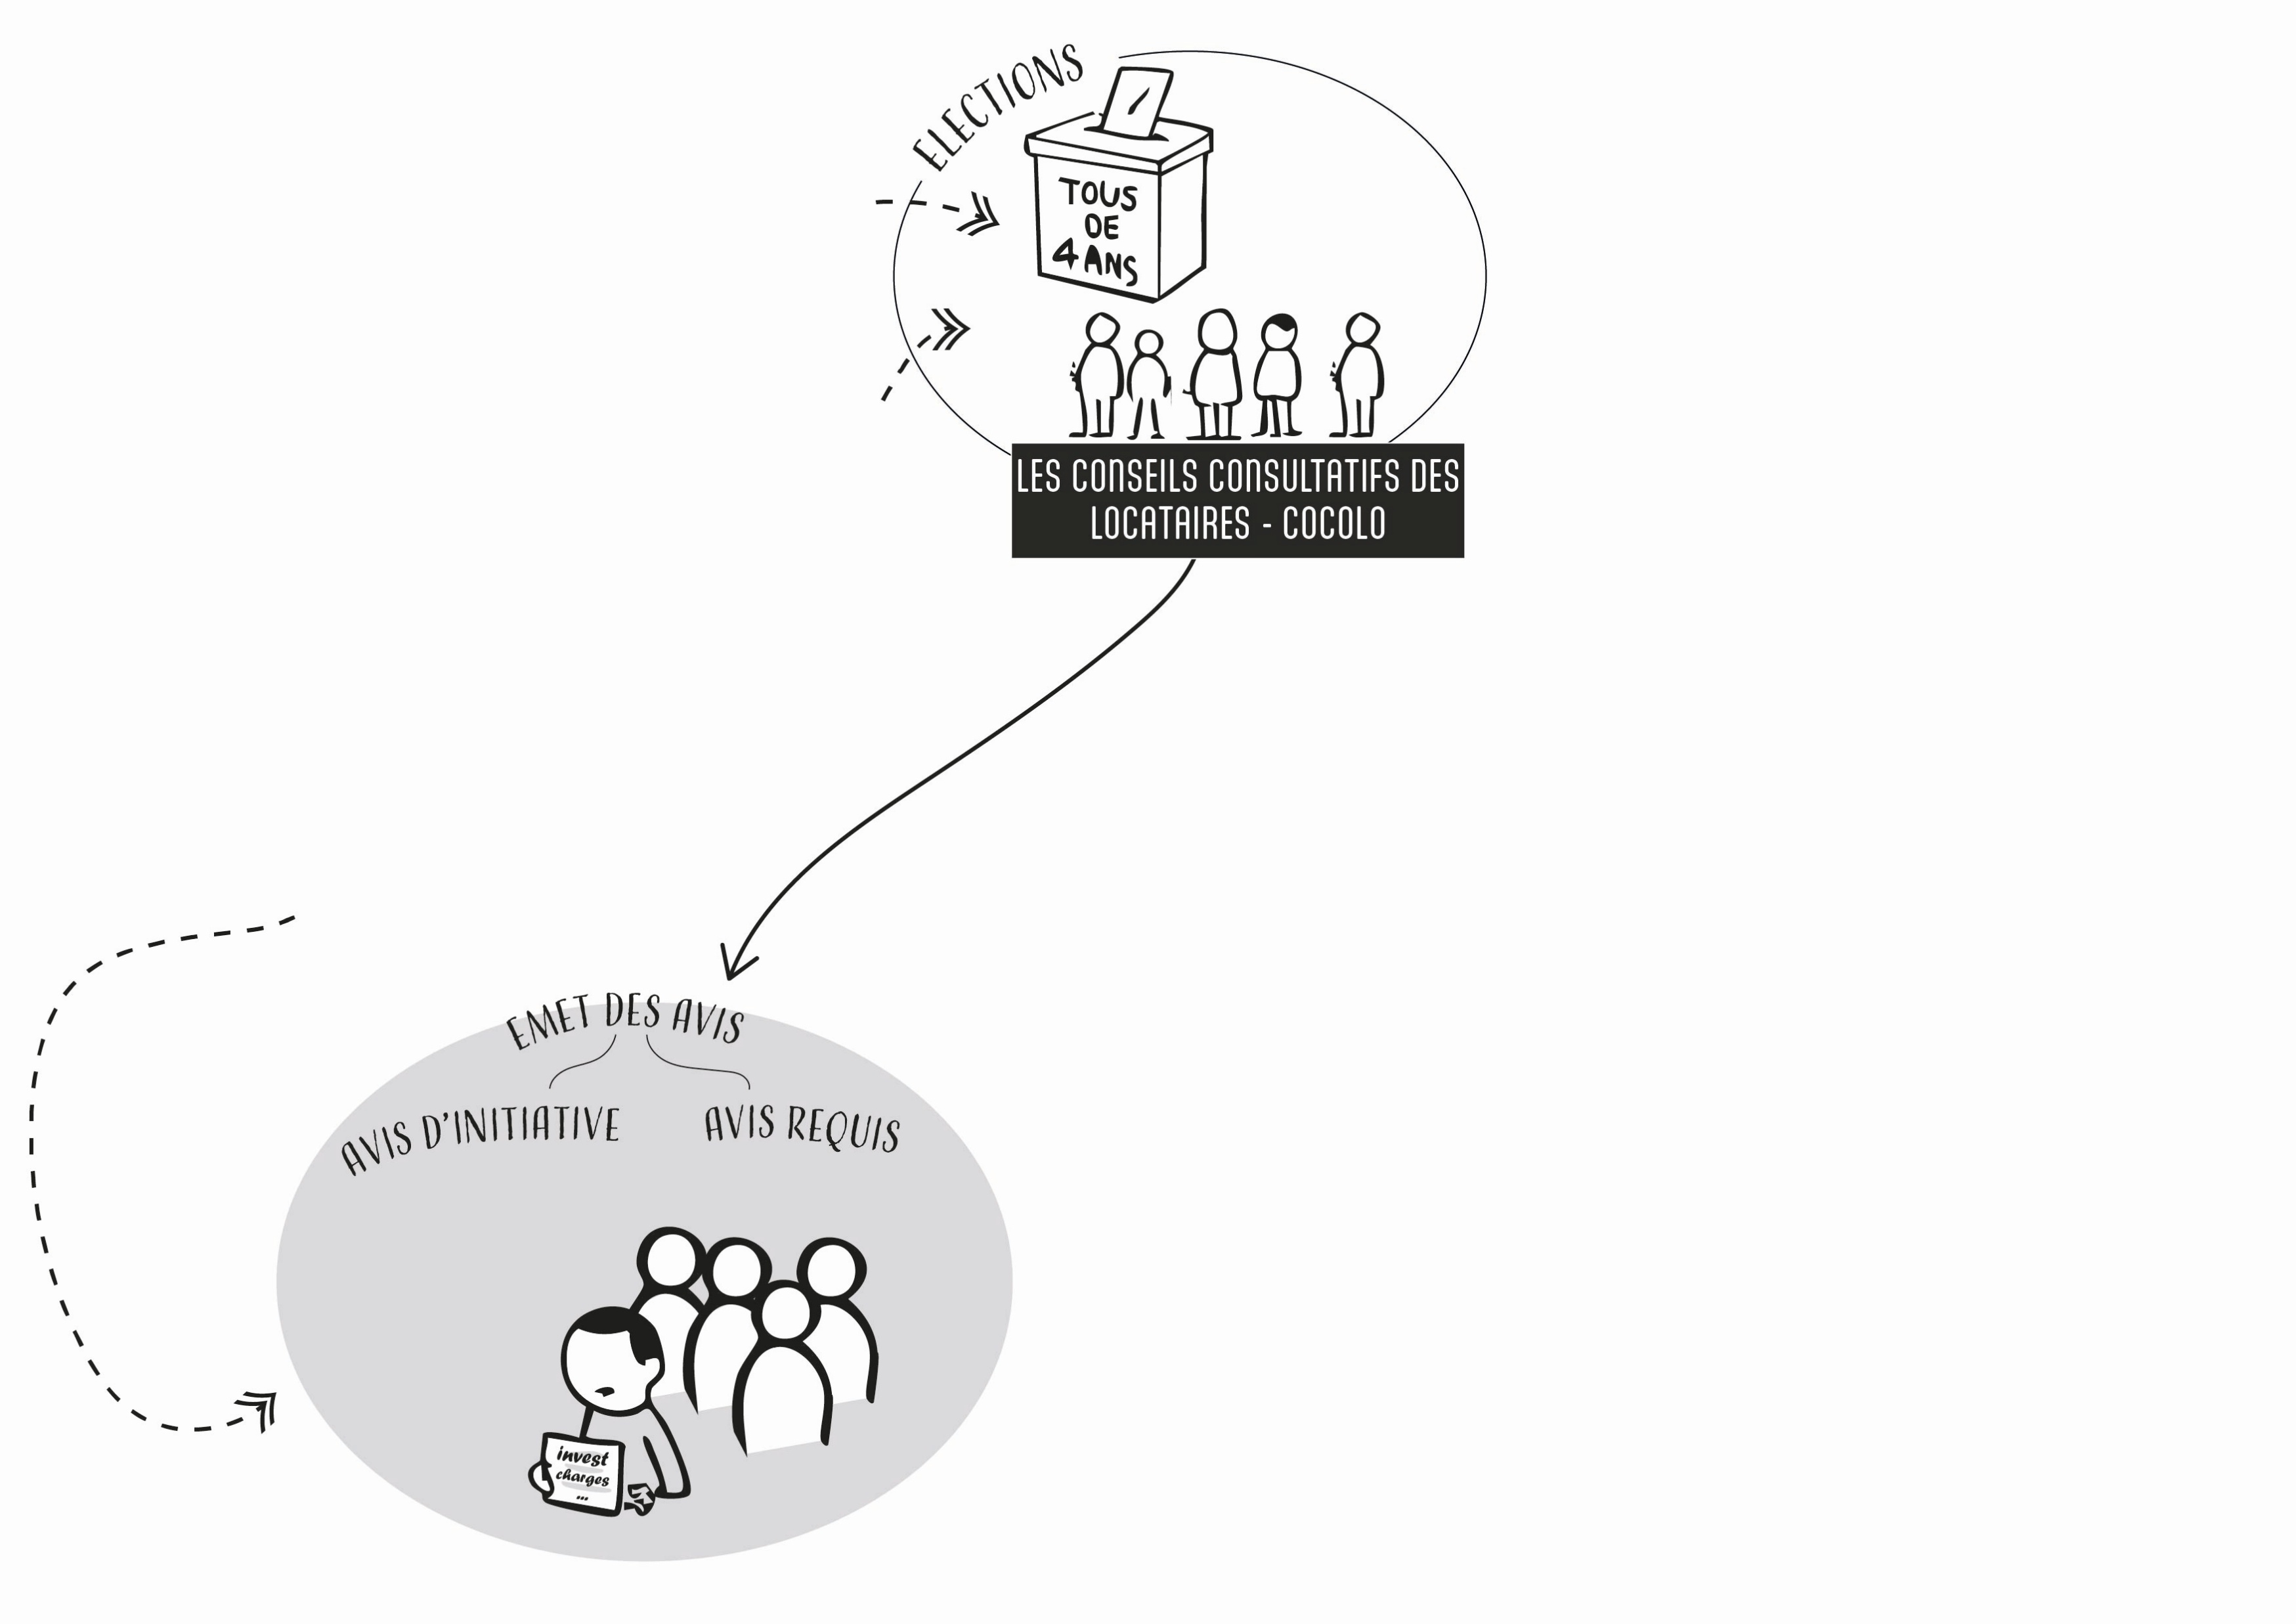 ELECTIONS
TOUS
DE
4 ANS
LES CONSEILS CONSULTATIFS DES
LOCATAIRES - COCOLO
EMET DES AVIS
AVIS D'INITIATIVE
AVIS REQUIS
invest
charges
...